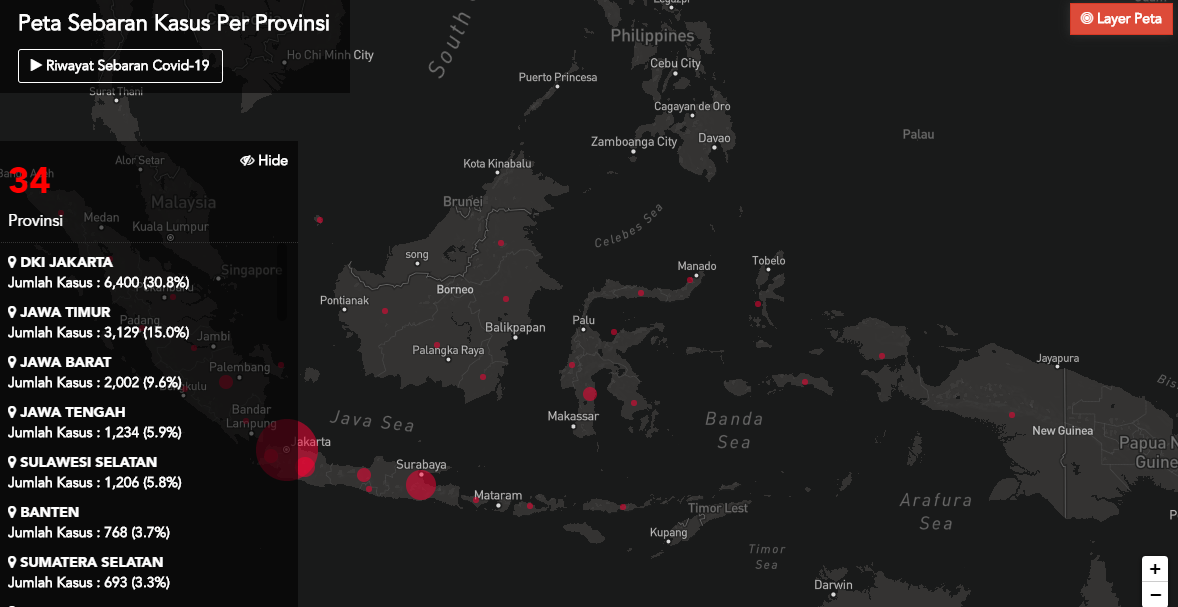 Peta Sebaran Kasus Per Provinsi
Riwayat Sebaran Covid-19
Layer Peta
Hide
34
Provinsi
DKI JAKARTA
Jumlah Kasus : 6,400 (30.8%)
JAWA TIMUR
Jumlah Kasus : 3,129 (15.0%)
JAWA BARAT
Jumlah Kasus : 2,002 (9.6%)
JAWA TENGAH
Jumlah Kasus : 1,234 (5.9%)
SULAWESI SELATAN
Jumlah Kasus : 1,206 (5.8%)
BANTEN
Jumlah Kasus : 768 (3.7%)
SUMATERA SELATAN
Jumlah Kasus : 693 (3.3%)
South
Philippines
Ho Chi Minh City
Cebu City
Puerto Princesa
Surat Thani
Cagayan de Oro
Palau
Zamboanga City
Davao
Alor Setar
Kota Kinabalu
Malaysia
Brunei
Medan
Kuala Lumpur
Celebes Sea
song
Singapore
Manado
Tobelo
Borneo
Pontianak
Padang
Palu
Balikpapan
Jambi
Palangka Raya
Jayapura
Palembang
Bandar
Lampung
Makassar
Java Sea
Banda
Sea
New Guinea
Papua N
Guine
Jakarta
Surabaya
Mataram
Arafura
Sea
Timor Lest
Kupang
Timor
Sea
Darwin
+
−